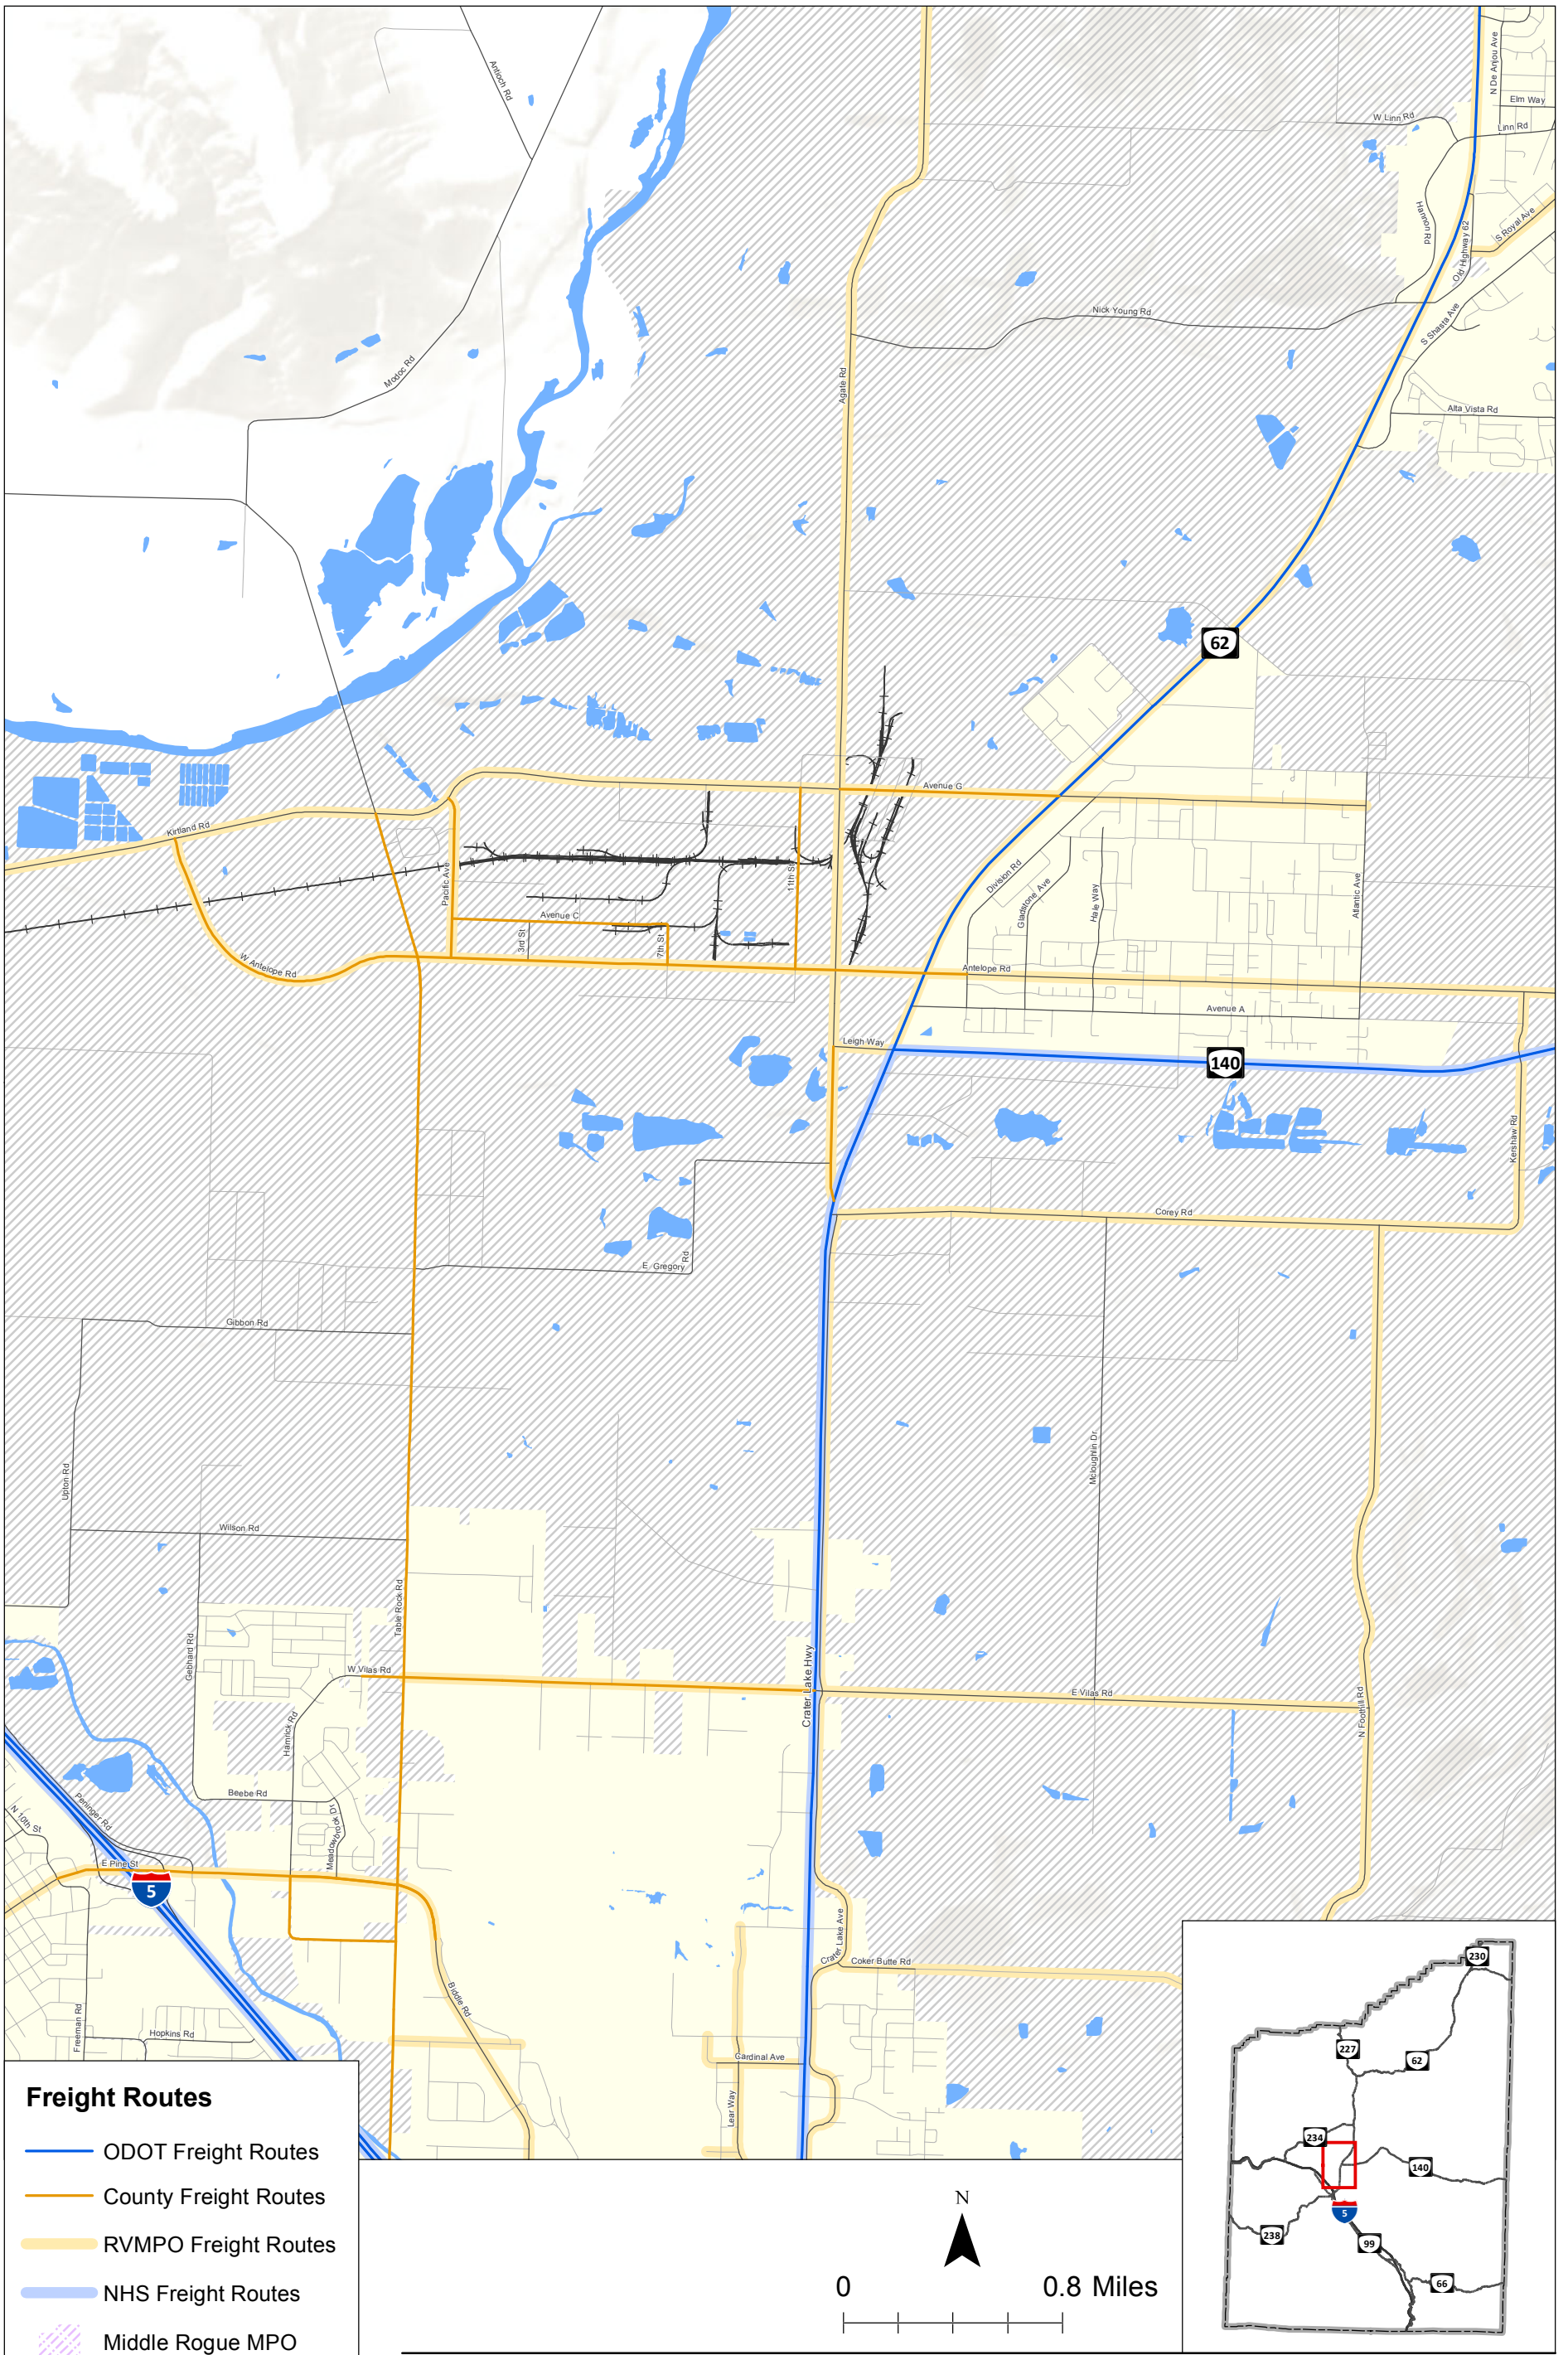 Antioch Rd
N De Anjou Ave
Elm Way
W Linn Rd
Linn Rd
Hannon Rd
Old Highway 62
S Royal Ave
Nick Young Rd
S Shasta Ave
Modoc Rd
Agate Rd
Alta Vista Rd
62
Avenue G
Kirtland Rd
Pacific Ave
11th St
Division Rd
Gladstone Ave
Hale Way
Atlantic Ave
Avenue C
3rd St
7th St
W Antelope Rd
Antelope Rd
Avenue A
Leigh Way
140
Kershaw Rd
Corey Rd
E Gregory Rd
Gibbon Rd
Upton Rd
Mcloughlin Dr
Wilson Rd
Table Rock Rd
Gebhard Rd
W Vilas Rd
Crater Lake Hwy
E Vilas Rd
N Foothill Rd
Hamrick Rd
Beebe Rd
Peninger Rd
N 10th St
Meadowbrook Dr
E Pine St
5
Crater Lake Ave
Coker Butte Rd
Biddle Rd
Freeman Rd
Hopkins Rd
Cardinal Ave
Lear Way
Freight Routes
ODOT Freight Routes
County Freight Routes
RVMPO Freight Routes
NHS Freight Routes
Middle Rogue MPO
N
0 0.8 Miles
230
227
62
234
140
5
238
99
66